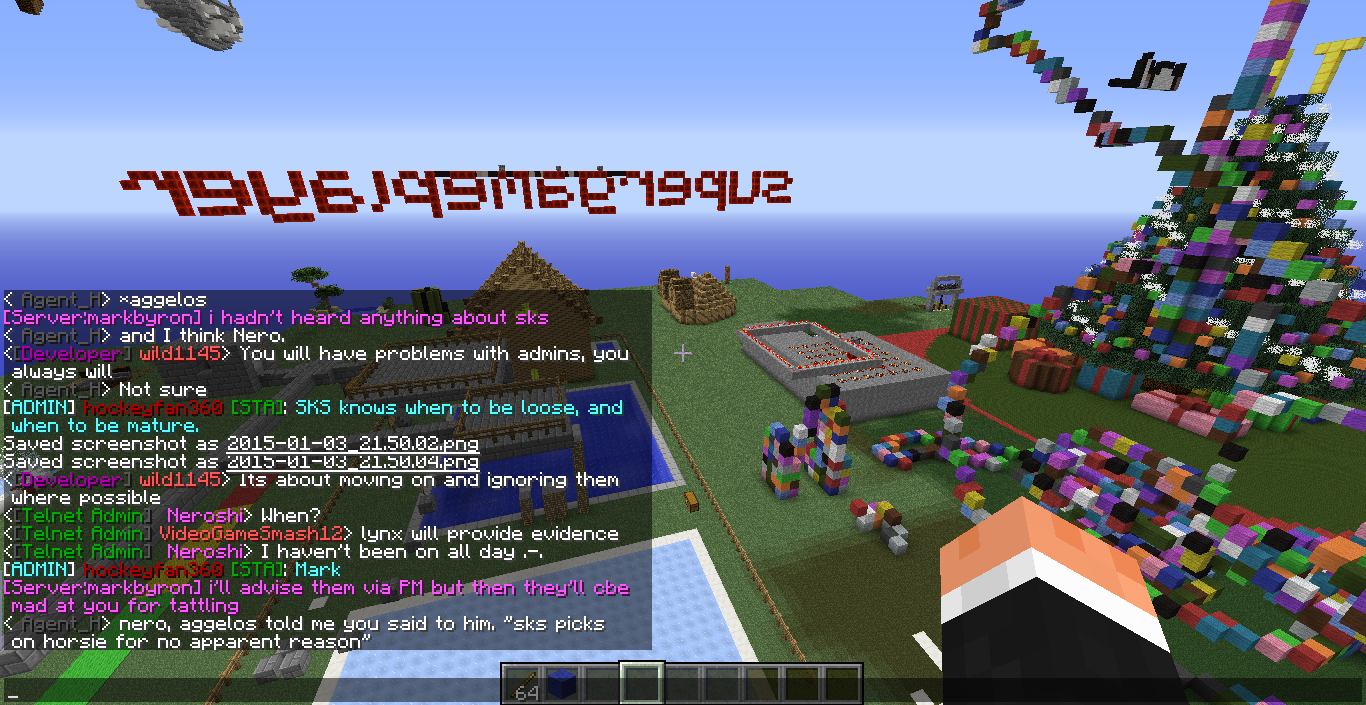 < Agent_H> *aggelos
[Server:markbyron] i hadn't heard anything about sks
< Agent_H> and I think Nero.
<[Developer] wild1145> You will have problems with admins, you
always will
< Agent_H> Not sure
[ADMIN] hockeyfan360 [STA]: SKS knows when to be loose, and
when to be mature.
Saved screenshot as 2015-01-03_21.50.02.png
Saved screenshot as 2015-01-03_21.50.04.png
<[Developer] wild1145> Its about moving on and ignoring them
where possible
<[Telnet Admin] Neroshi> When?
<[Telnet Admin] VideoGameSmash12> lynx will provide evidence
<[Telnet Admin] Neroshi> I haven't been on all day .-.
[ADMIN] hockeyfan360 [STA]: Mark
[Server:markbyron] i'll advise them via PM but then they'll cbe
mad at you for tattling
< Agent_H> nero, aggelos told me you said to him. "sks picks
on horsie for no apparent reason"
_
64